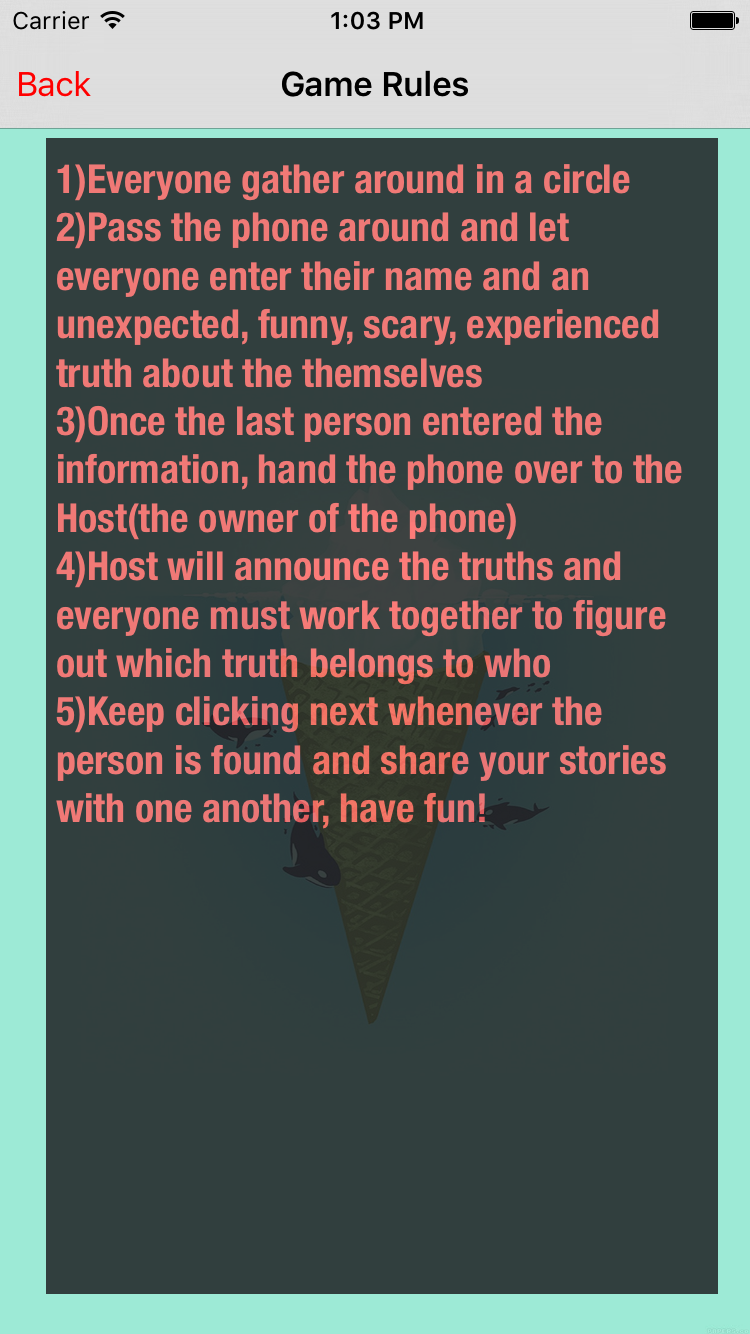 Carrier 1:03 PM
Back Game Rules
1)Everyone gather around in a circle
2)Pass the phone around and let
everyone enter their name and an
unexpected, funny, scary, experienced
truth about the themselves
3)Once the last person entered the
information, hand the phone over to the
Host(the owner of the phone)
4)Host will announce the truths and
everyone must work together to figure
out which truth belongs to who
5)Keep clicking next whenever the
person is found and share your stories
with one another, have fun!